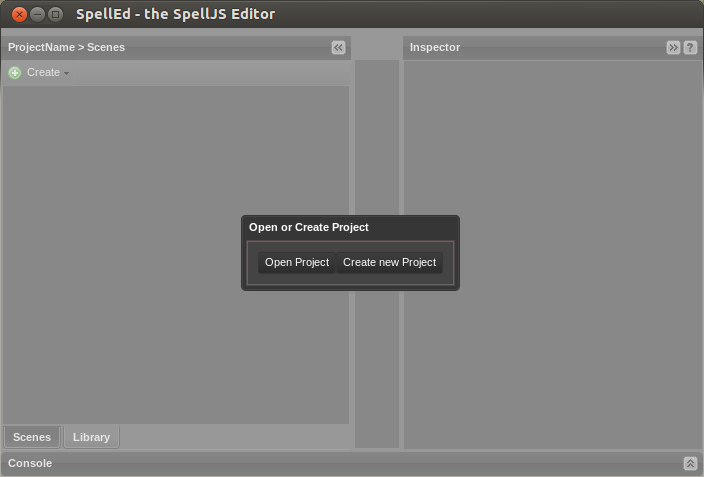 SpellEd - the SpellJS Editor
ProjectName > Scenes
Inspector
?
Create
Open or Create Project
Open Project
Create new Project
Scenes
Library
Console